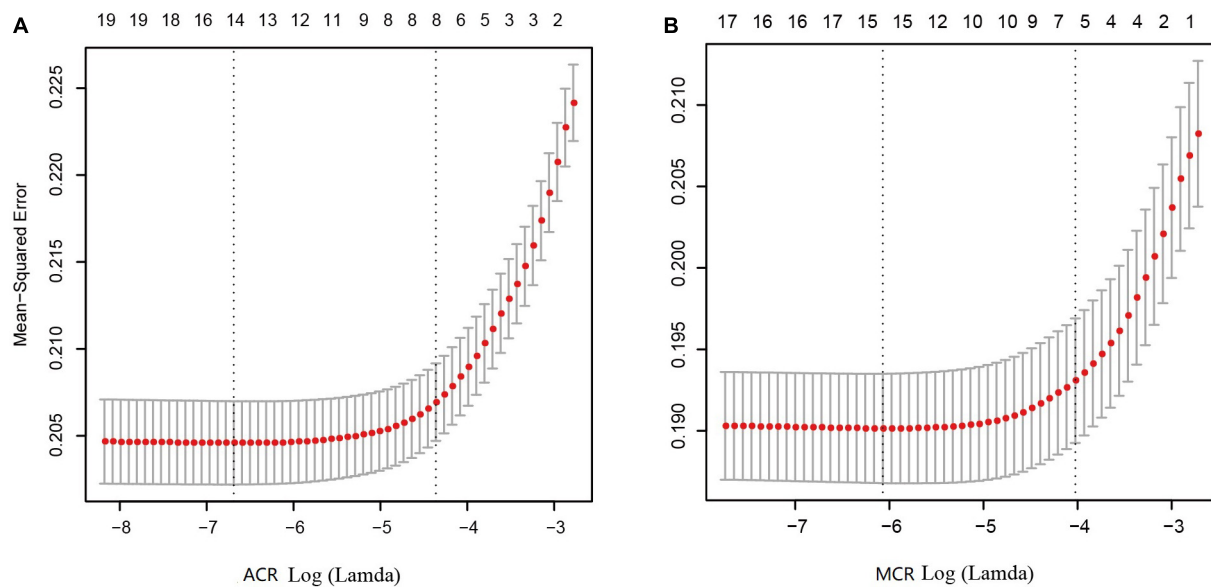 A
19 19 18 16 14 13 12 11 9 8 8 8 6 5 3 3 2
Mean−Squared Error
0.225
0.220
0.215
0.210
0.205
−8 −7 −6 −5 −4 −3
ACR Log (Lamda)
B
17 16 16 17 15 15 12 10 10 9 7 5 4 4 2 1
0.210
0.205
0.200
0.195
0.190
−7 −6 −5 −4 −3
MCR Log (Lamda)